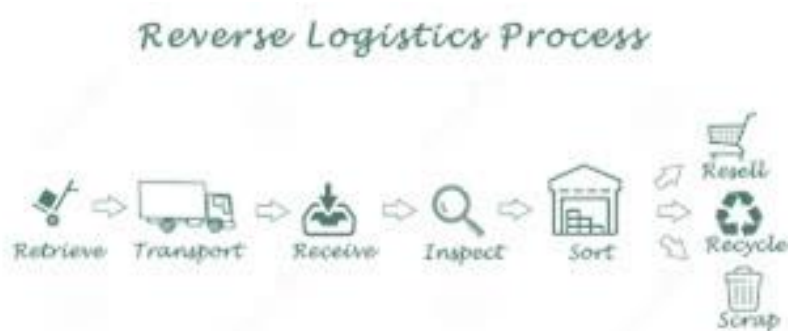 Reverse Logistics Process
Resell
Retrieve Transport Receive Inspect Sort Recycle
Scrap